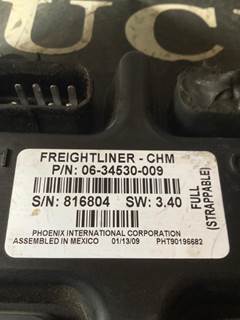 FREIGHTLINER - CHM
P/N: 06-34530-009
S/N: 816804 SW: 3.40
FULL
(STRAPPABLE)
PHOENIX INTERNATIONAL CORPORATION
ASSEMBLED IN MEXICO 01/13/09 PHT90196682